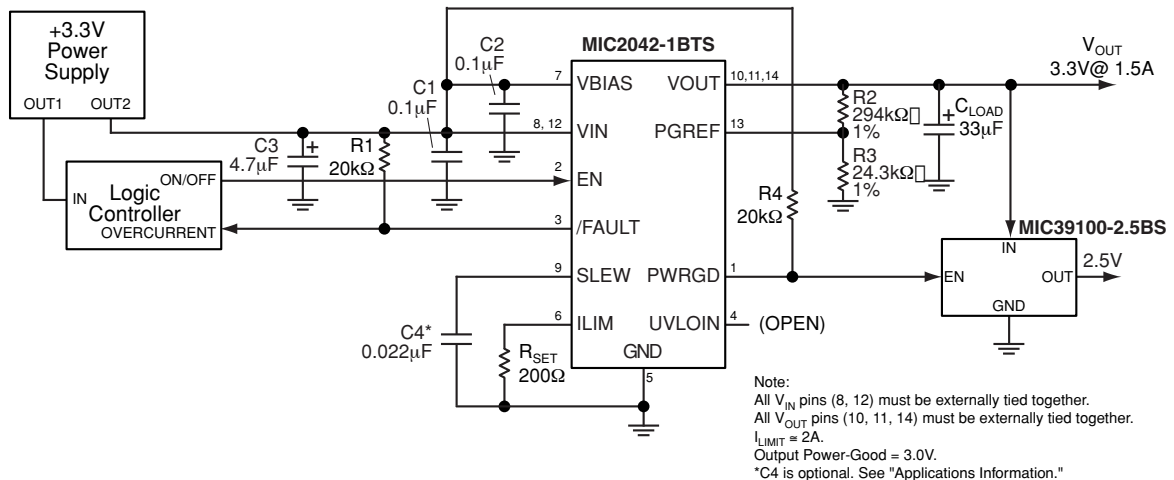 +3.3V
Power
Supply
OUT1 OUT2
C2
0.1µF
C1
0.1µF
MIC2042-1BTS
VOUT
3.3V@ 1.5A
7 VBIAS VOUT 10,11,14
8, 12 VIN PGREF 13
2 EN
3 /FAULT
9 SLEW PWRGD 1
6 ILIM UVLOIN 4 (OPEN)
GND
5
C3
4.7µF
+
R1
20kΩ
IN
ON/OFF
Logic
Controller
OVERCURRENT
C4*
0.022µF
RSET
200Ω
R2
294kΩ□
1%
R3
24.3kΩ□
1%
+
CLOAD
33µF
R4
20kΩ
MIC39100-2.5BS
IN
EN OUT
GND
2.5V
Note:
All VIN pins (8, 12) must be externally tied together.
All VOUT pins (10, 11, 14) must be externally tied together.
ILIMIT ≅ 2A.
Output Power-Good = 3.0V.
*C4 is optional. See "Applications Information."